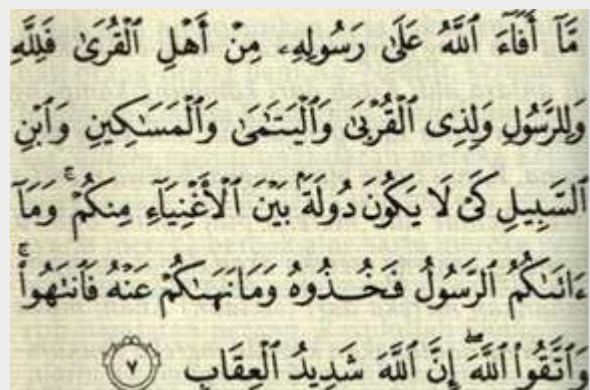 مَّآ أَفَآءَ ٱللَّهُ عَلَىٰ رَسُولِهِۦ مِنْ أَهْلِ ٱلْقُرَىٰ فَلِلَّهِ
وَلِلرَّسُولِ وَلِذِى ٱلْقُرْبَىٰ وَٱلْيَتَـٰمَىٰ وَٱلْمَسَـٰكِينِ وَٱبْنِ
ٱلسَّبِيلِ كَىْ لَا يَكُونَ دُولَةًۢ بَيْنَ ٱلْأَغْنِيَآءِ مِنكُمْ ۚ وَمَآ
ءَاتَىٰكُمُ ٱلرَّسُولُ فَخُذُوهُ وَمَا نَهَىٰكُمْ عَنْهُ فَٱنتَهُوا۟ ۚ
وَٱتَّقُوا۟ ٱللَّهَ ۖ إِنَّ ٱللَّهَ شَدِيدُ ٱلْعِقَابِ ٧